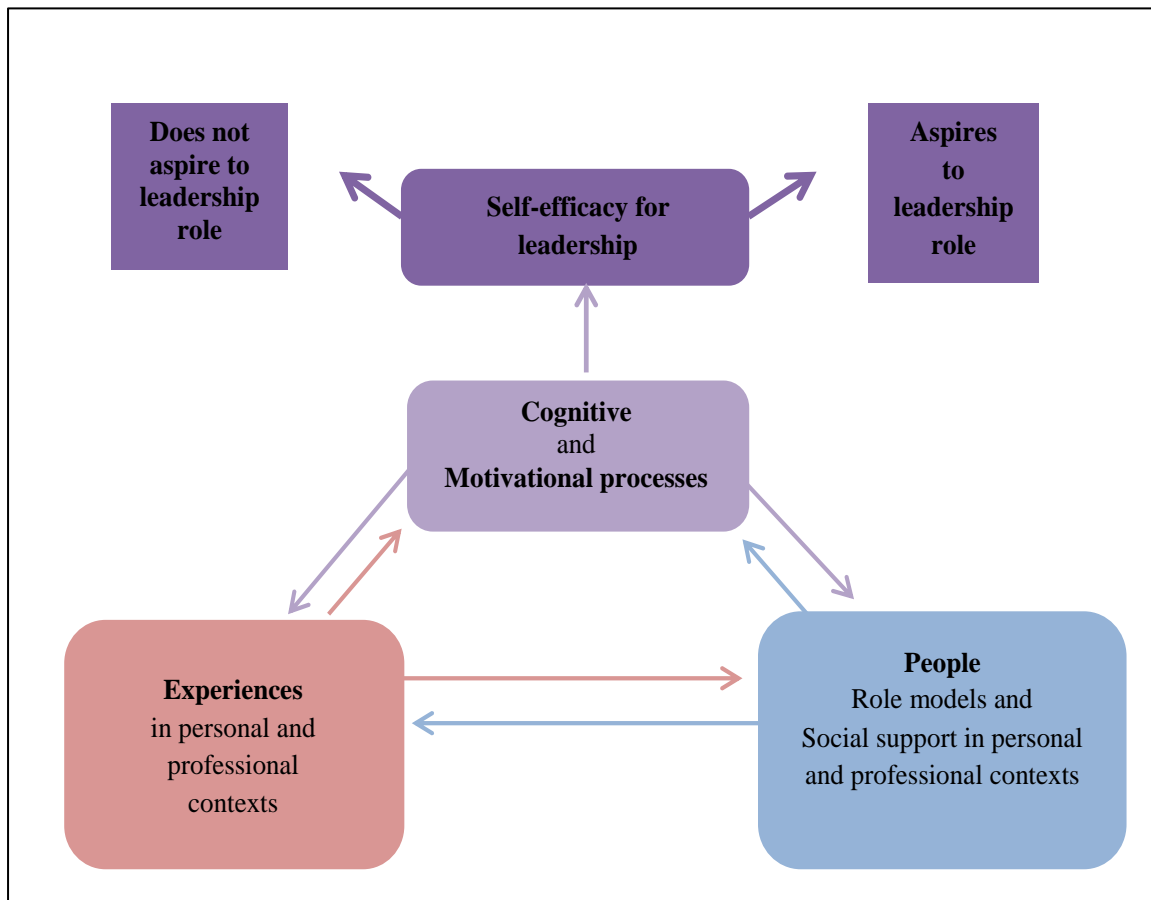 Does not
aspire to
leadership
role
Self-efficacy for
leadership
Aspires
to
leadership
role
Cognitive
and
Motivational processes
Experiences
in personal and
professional
contexts
People
Role models and
Social support in personal
and professional contexts